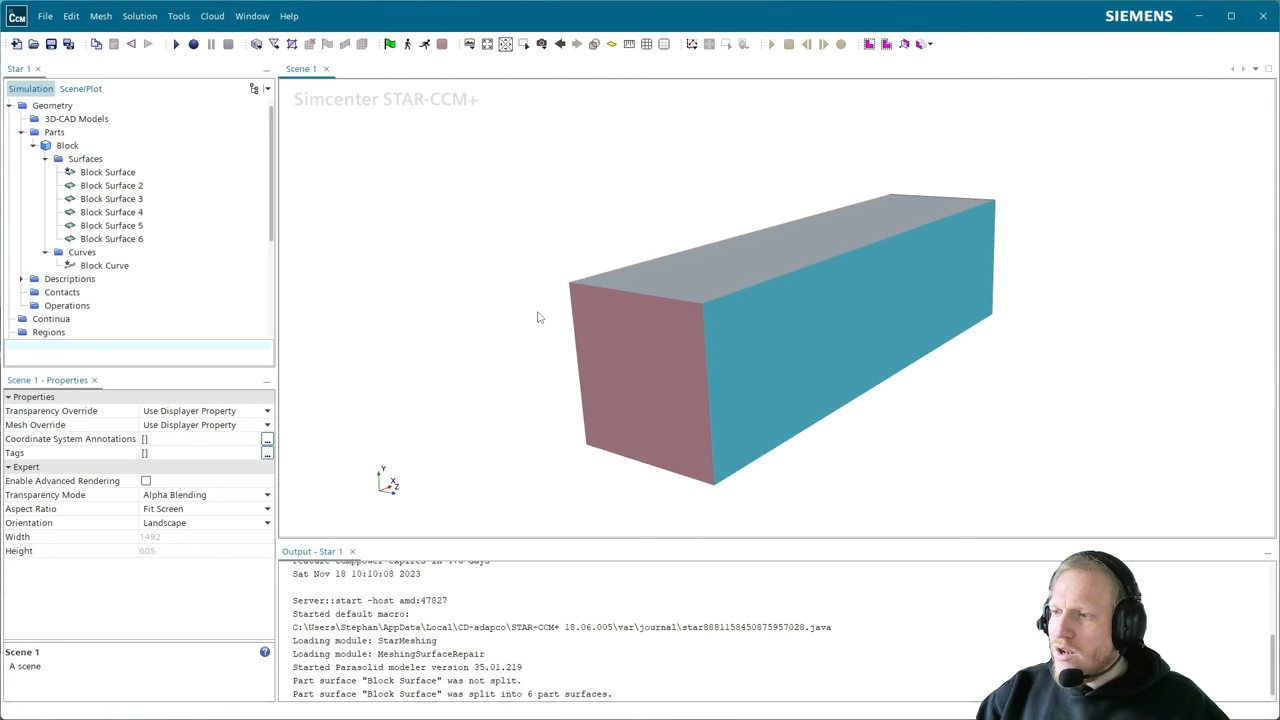 CCM
File Edit Mesh Solution Tools Cloud Window Help
SIEMENS
Star 1
Scene 1
Simulation Scene/Plot
Simcenter STAR-CCM+
Geometry
3D-CAD Models
Parts
Block
Surfaces
Block Surface
Block Surface 2
Block Surface 3
Block Surface 4
Block Surface 5
Block Surface 6
Curves
Block Curve
Descriptions
Contacts
Operations
Continua
Regions
Scene 1 - Properties
Properties
Transparency Override Use Displayer Property
Mesh Override Use Displayer Property
Coordinate System Annotations []
Tags []
Expert
Enable Advanced Rendering
Transparency Mode Alpha Blending
Aspect Ratio Fit Screen
Orientation Landscape
Width 1492
Height 605
Scene 1
A scene
Y
X
Z
Output - Star 1
Sat Nov 18 10:10:08 2023
Server::start -host amd:47827
Started default macro:
C:\Users\Stephan\AppData\Local\CD-adapco\STAR-CCM+ 18.06.005\var\journal\star8881158450875957028.java
Loading module: StarMeshing
Loading module: MeshingSurfaceRepair
Started Parasolid modeler version 35.01.219
Part surface "Block Surface" was not split.
Part surface "Block Surface" was split into 6 part surfaces.